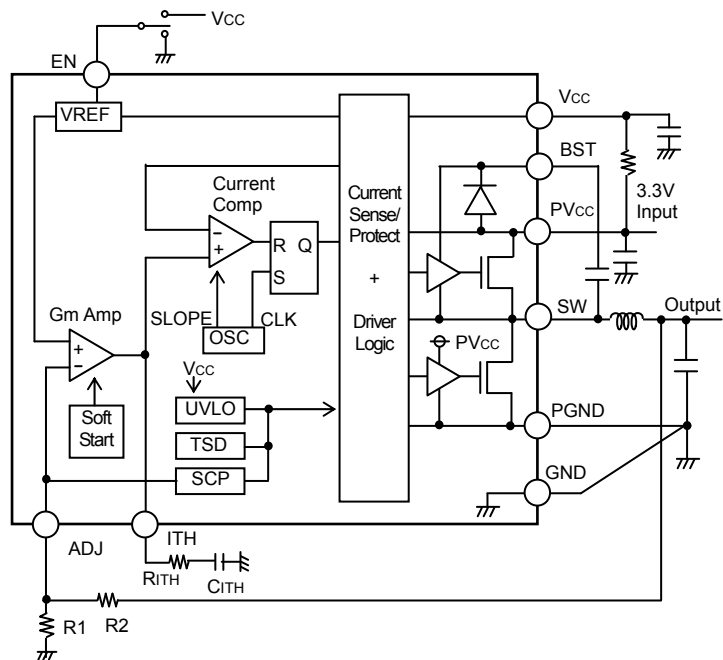 VCC
EN
VREF
VCC
BST
Current
Comp
Current
Sense/
Protect
+
Driver
Logic
3.3V
Input
PVCC
R Q
S
-
+
Gm Amp
SLOPE
OSC
CLK
SW
Output
+
-
PVCC
VCC
Soft
Start
UVLO
TSD
SCP
PGND
GND
ADJ
ITH
RITH
CITH
R1
R2